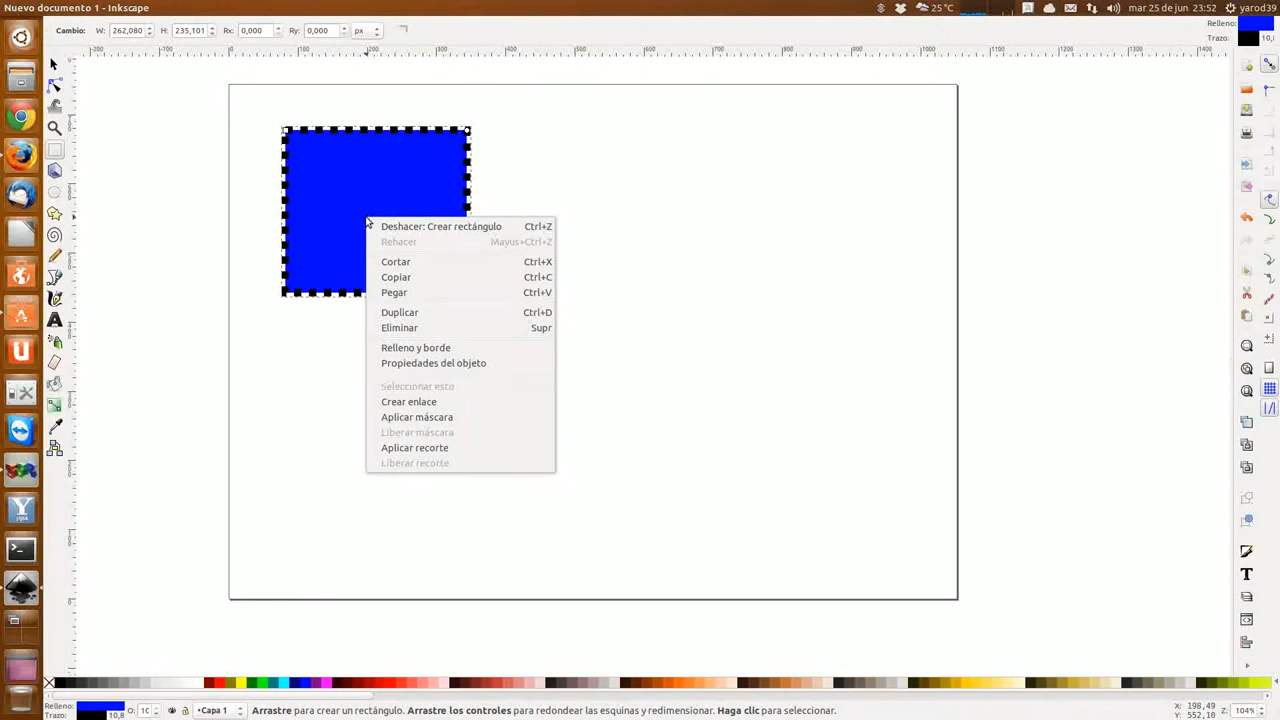 Nuevo documento 1 - Inkscape
25°C
mar 25 de jun
23:52
yarod39
Cambio: W: 262,080 H: 235,101 Rx: 0,000 Ry: 0,000 px
Relleno:
Trazo: 10,
Deshacer: Crear rectángulo Ctrl+Z
Rehacer Mayus+Ctrl+Z
Cortar Ctrl+X
Copiar Ctrl+C
Pegar Ctrl+V
Duplicar Ctrl+D
Eliminar Supr
Relleno y borde
Propiedades del objeto
Seleccionar esto
Crear enlace
Aplicar máscara
Liberar máscara
Aplicar recorte
Liberar recorte
Relleno:
Trazo: 10,8
O: 10
•Capa 1
Arrastre para crear un rectángulo. Arrastre los controles para redondear las esquinas y redimensionar. Haga clic para seleccionar.
X: 198,49
Y: 552,10
Z: 104%